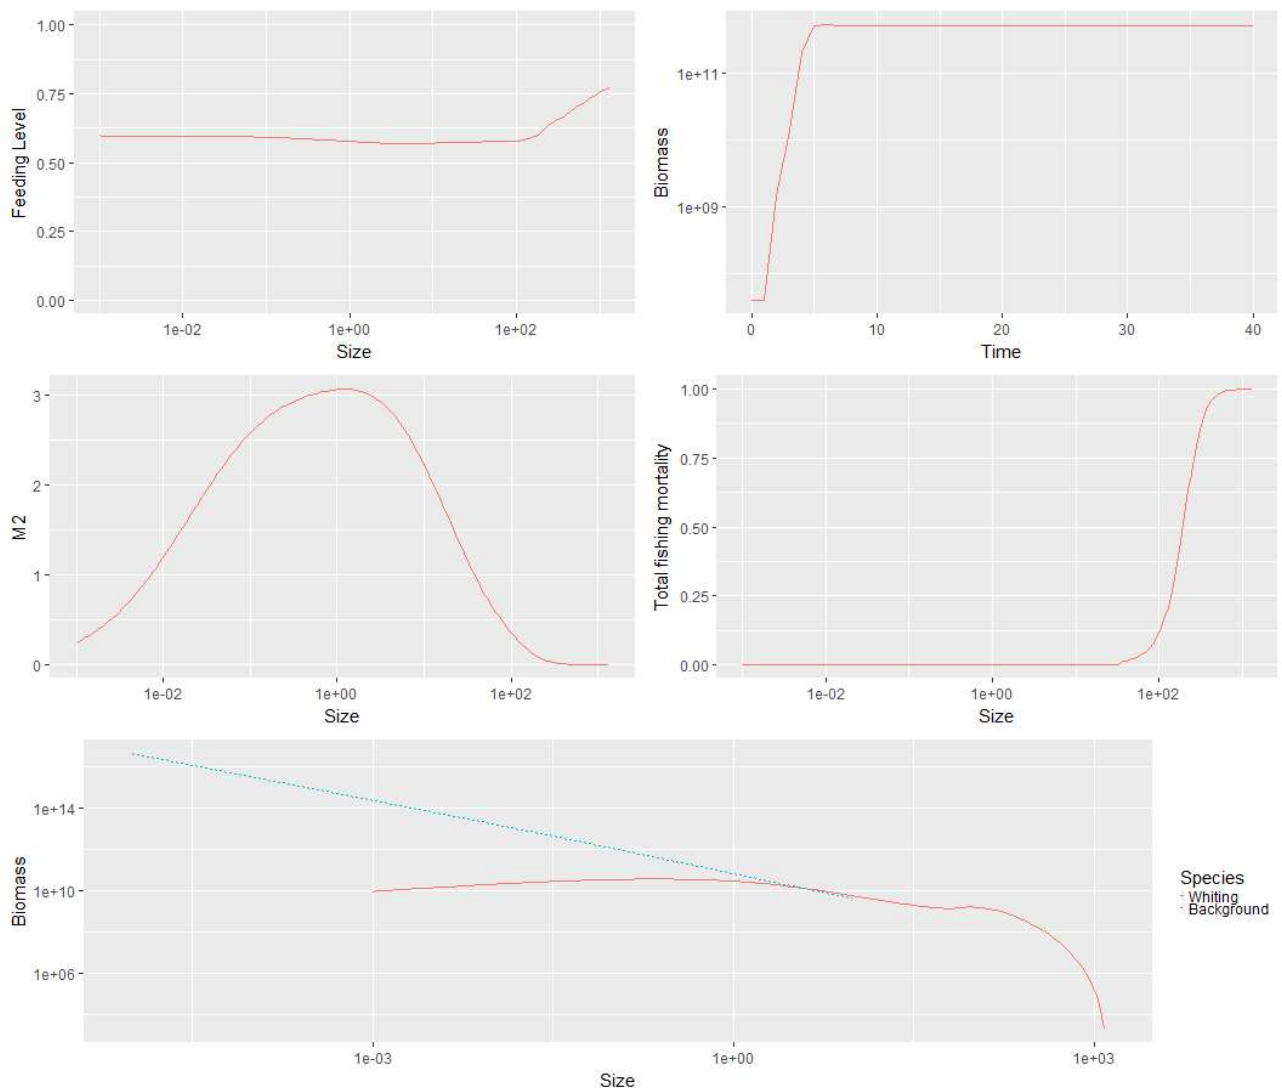 1.00
0.75
0.50
0.25
0.00
Feeding Level
1e-02 1e+00 1e+02
Size
1e+11
1e+09
Biomass
0 10 20 30 40
Time
3
2
1
0
M2
1e-02 1e+00 1e+02
Size
1.00
0.75
0.50
0.25
0.00
Total fishing mortality
1e-02 1e+00 1e+02
Size
1e+14
1e+10
1e+06
Biomass
1e-03 1e+00 1e+03
Size
Species
Whiting
Background